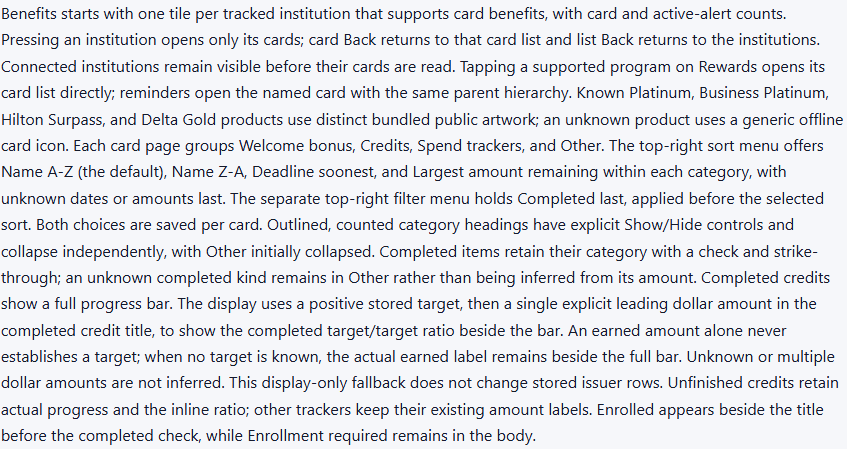 Benefits starts with one tile per tracked institution that supports card benefits, with card and active-alert counts.
Pressing an institution opens only its cards; card Back returns to that card list and list Back returns to the institutions.
Connected institutions remain visible before their cards are read. Tapping a supported program on Rewards opens its
card list directly; reminders open the named card with the same parent hierarchy. Known Platinum, Business Platinum,
Hilton Surpass, and Delta Gold products use distinct bundled public artwork; an unknown product uses a generic offline
card icon. Each card page groups Welcome bonus, Credits, Spend trackers, and Other. The top-right sort menu offers
Name A-Z (the default), Name Z-A, Deadline soonest, and Largest amount remaining within each category, with
unknown dates or amounts last. The separate top-right filter menu holds Completed last, applied before the selected
sort. Both choices are saved per card. Outlined, counted category headings have explicit Show/Hide controls and
collapse independently, with Other initially collapsed. Completed items retain their category with a check and strike-
through; an unknown completed kind remains in Other rather than being inferred from its amount. Completed credits
show a full progress bar. The display uses a positive stored target, then a single explicit leading dollar amount in the
completed credit title, to show the completed target/target ratio beside the bar. An earned amount alone never
establishes a target; when no target is known, the actual earned label remains beside the full bar. Unknown or multiple
dollar amounts are not inferred. This display-only fallback does not change stored issuer rows. Unfinished credits retain
actual progress and the inline ratio; other trackers keep their existing amount labels. Enrolled appears beside the title
before the completed check, while Enrollment required remains in the body.